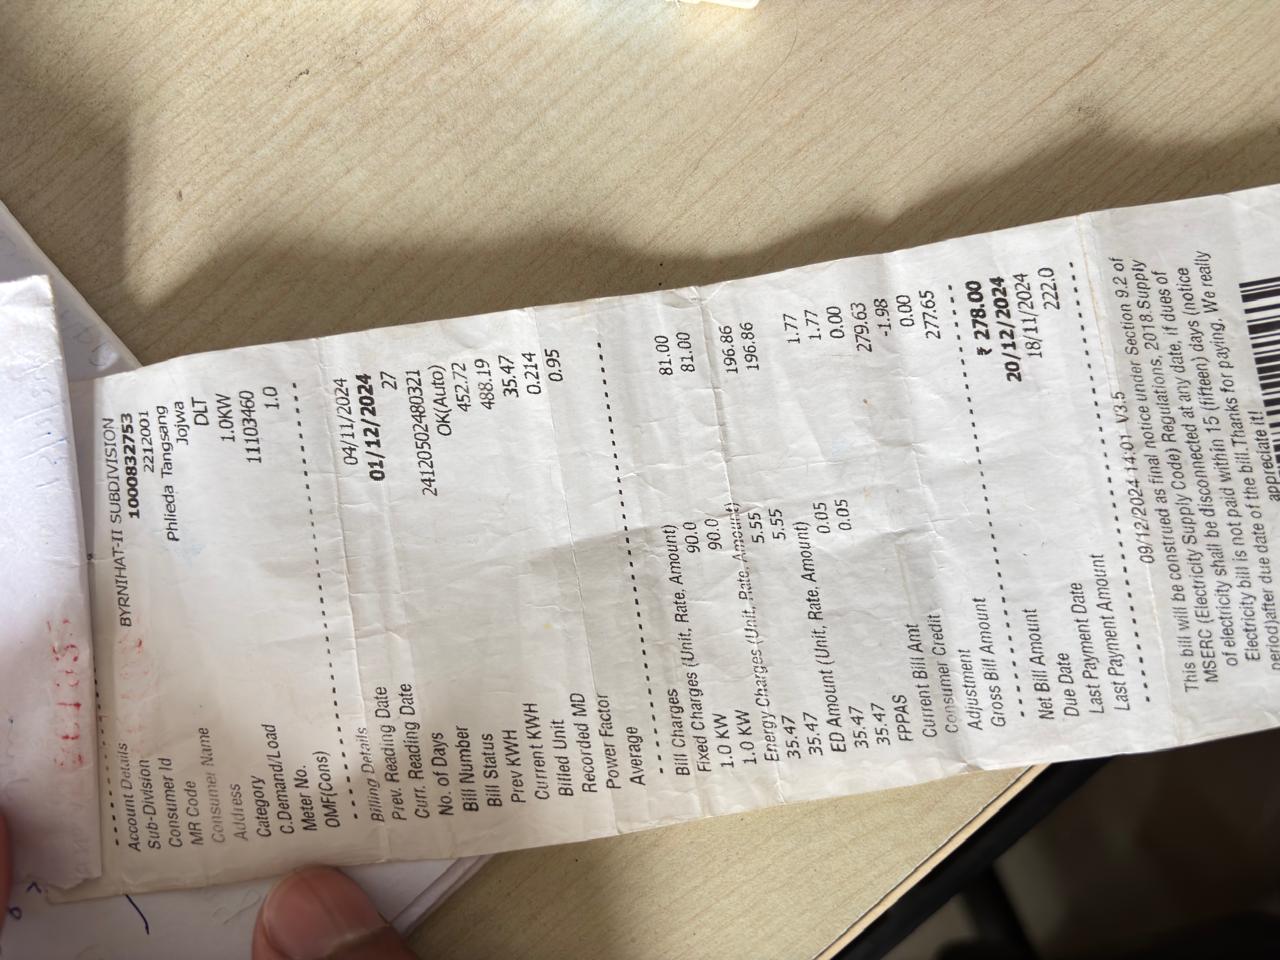 Account Details
Sub-Division BYRNIHAT-II SUBDIVISION
Consumer Id 1000832753
MR Code 2212001
Consumer Name Phlieda Tangsang
Address Jojwa
Category DLT
C.Demand/Load 1.0KW
Meter No. 11103460
OMF(Cons) 1.0
Billing Details
Prev. Reading Date 04/11/2024
Curr. Reading Date 01/12/2024
No. of Days 27
Bill Number 241205024803​21
Bill Status OK(Auto)
Prev KWH 452.72
Current KWH 488.19
Billed Unit 35.47
Recorded MD 0.214
Power Factor 0.95
Average
Bill Charges
Fixed Charges (Unit, Rate, Amount)
1.0 KW 90.0 81.00
1.0 KW 90.0 81.00
Energy Charges (Unit, Rate, Amount)
35.47 5.55 196.86
35.47 5.55 196.86
ED Amount (Unit, Rate, Amount)
35.47 0.05 1.77
35.47 0.05 1.77
FPPAS 0.00
Current Bill Amt 279.63
Consumer Credit -1.98
Adjustment 0.00
Gross Bill Amount 277.65
Net Bill Amount ₹ 278.00
Due Date 20/12/2024
Last Payment Date 18/11/2024
Last Payment Amount 222.0
09/12/2024 14:01 V3.5
This bill will be construed as final notice under Section 9.2 of
MSERC (Electricity Supply Code) Regulations, 2018.Supply
of electricity shall be disconnected at any date, if dues of
Electricity bill is not paid within 15 (fifteen) days (notice
period)after due date of the bill.Thanks for paying, We really
appreciate it!